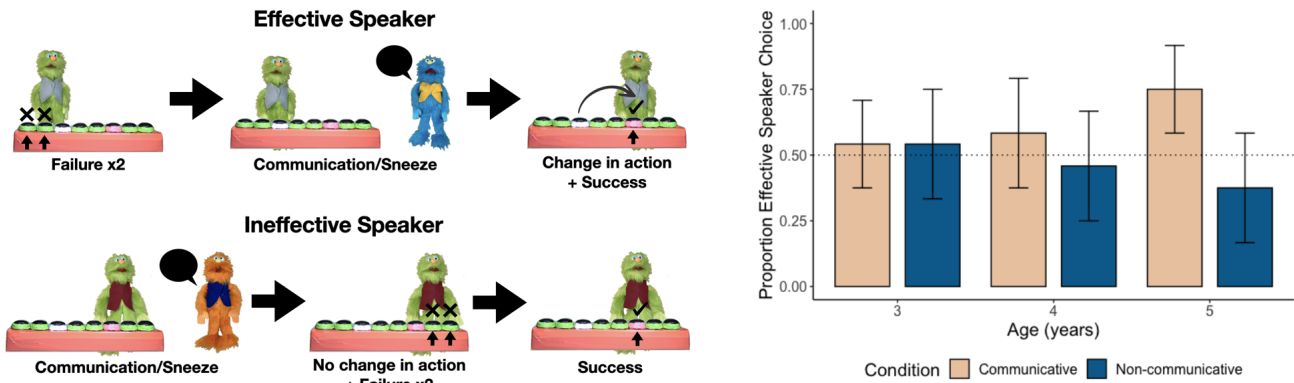 Effective Speaker
Failure x2
Communication/Sneeze
Change in action
+ Success
Ineffective Speaker
Communication/Sneeze
No change in action
+ Failure x2
Success
Proportion Effective Speaker Choice
1.00
0.75
0.50
0.25
0.00
3 4 5
Age (years)
Condition Communicative Non-communicative